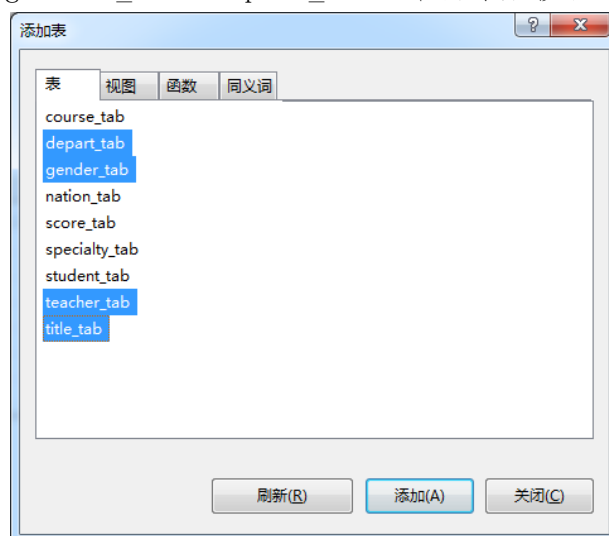 添加表
?
表 视图 函数 同义词
course_tab
depart_tab
gender_tab
nation_tab
score_tab
specialty_tab
student_tab
teacher_tab
title_tab
刷新(R) 添加(A) 关闭(C)